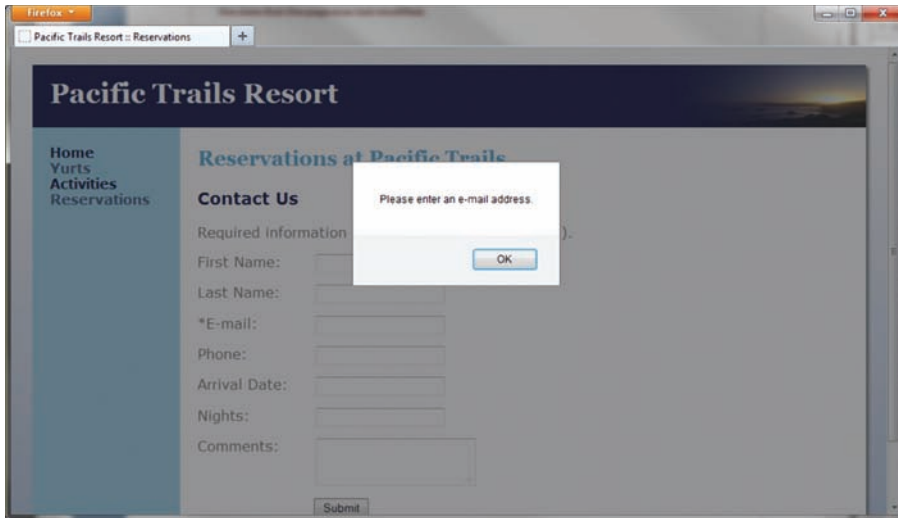 Firefox
Pacific Trails Resort :: Reservations
+
Pacific Trails Resort
Home
Yurts
Activities
Reservations
Reservations at Pacific Trails
Contact Us
Required information
).
Please enter an e-mail address.
OK
First Name:
Last Name:
*E-mail:
Phone:
Arrival Date:
Nights:
Comments:
Submit